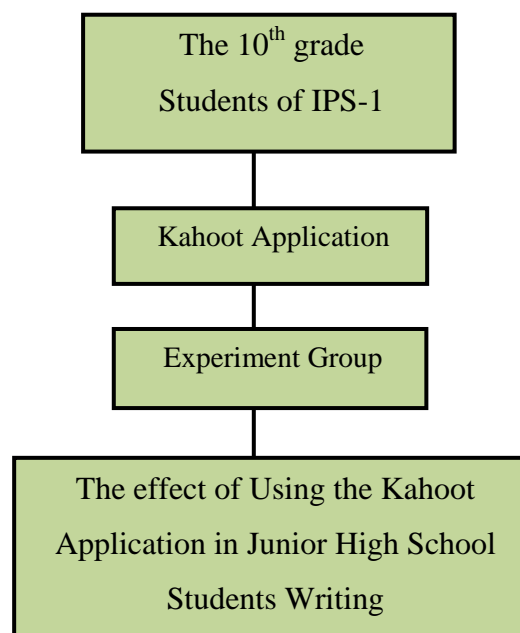 The 10th grade
Students of IPS-1
Kahoot Application
Experiment Group
The effect of Using the Kahoot
Application in Junior High School
Students Writing